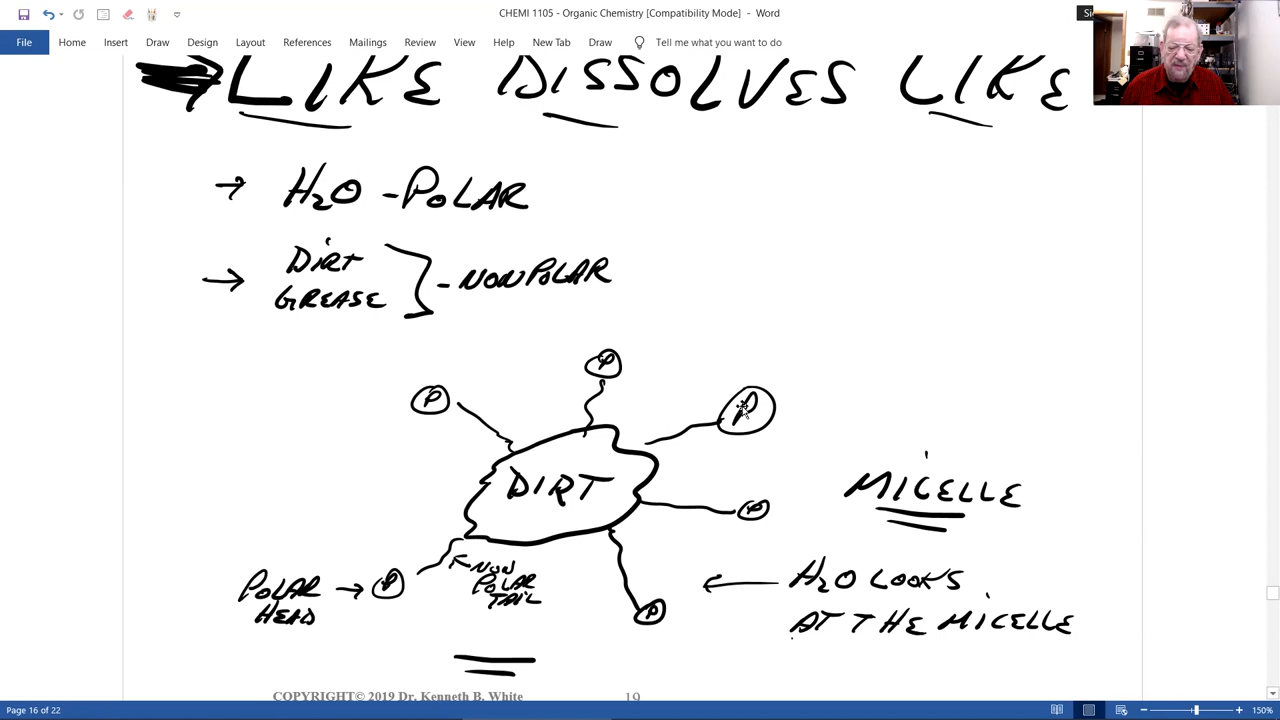 CHEMI 1105 - Organic Chemistry [Compatibility Mode] - Word
File Home Insert Draw Design Layout References Mailings Review View Help New Tab Draw Tell me what you want to do
LIKE DISSOLVES LIKE
H2O - POLAR
DIRT
GREASE
- NONPOLAR
P
P
P
DIRT
P
MICELLE
POLAR
HEAD
P
NON
POLAR
TAIL
P
H2O LOOKS
AT THE MICELLE
COPYRIGHT© 2019 Dr. Kenneth B. White 19
Page 16 of 22
150%